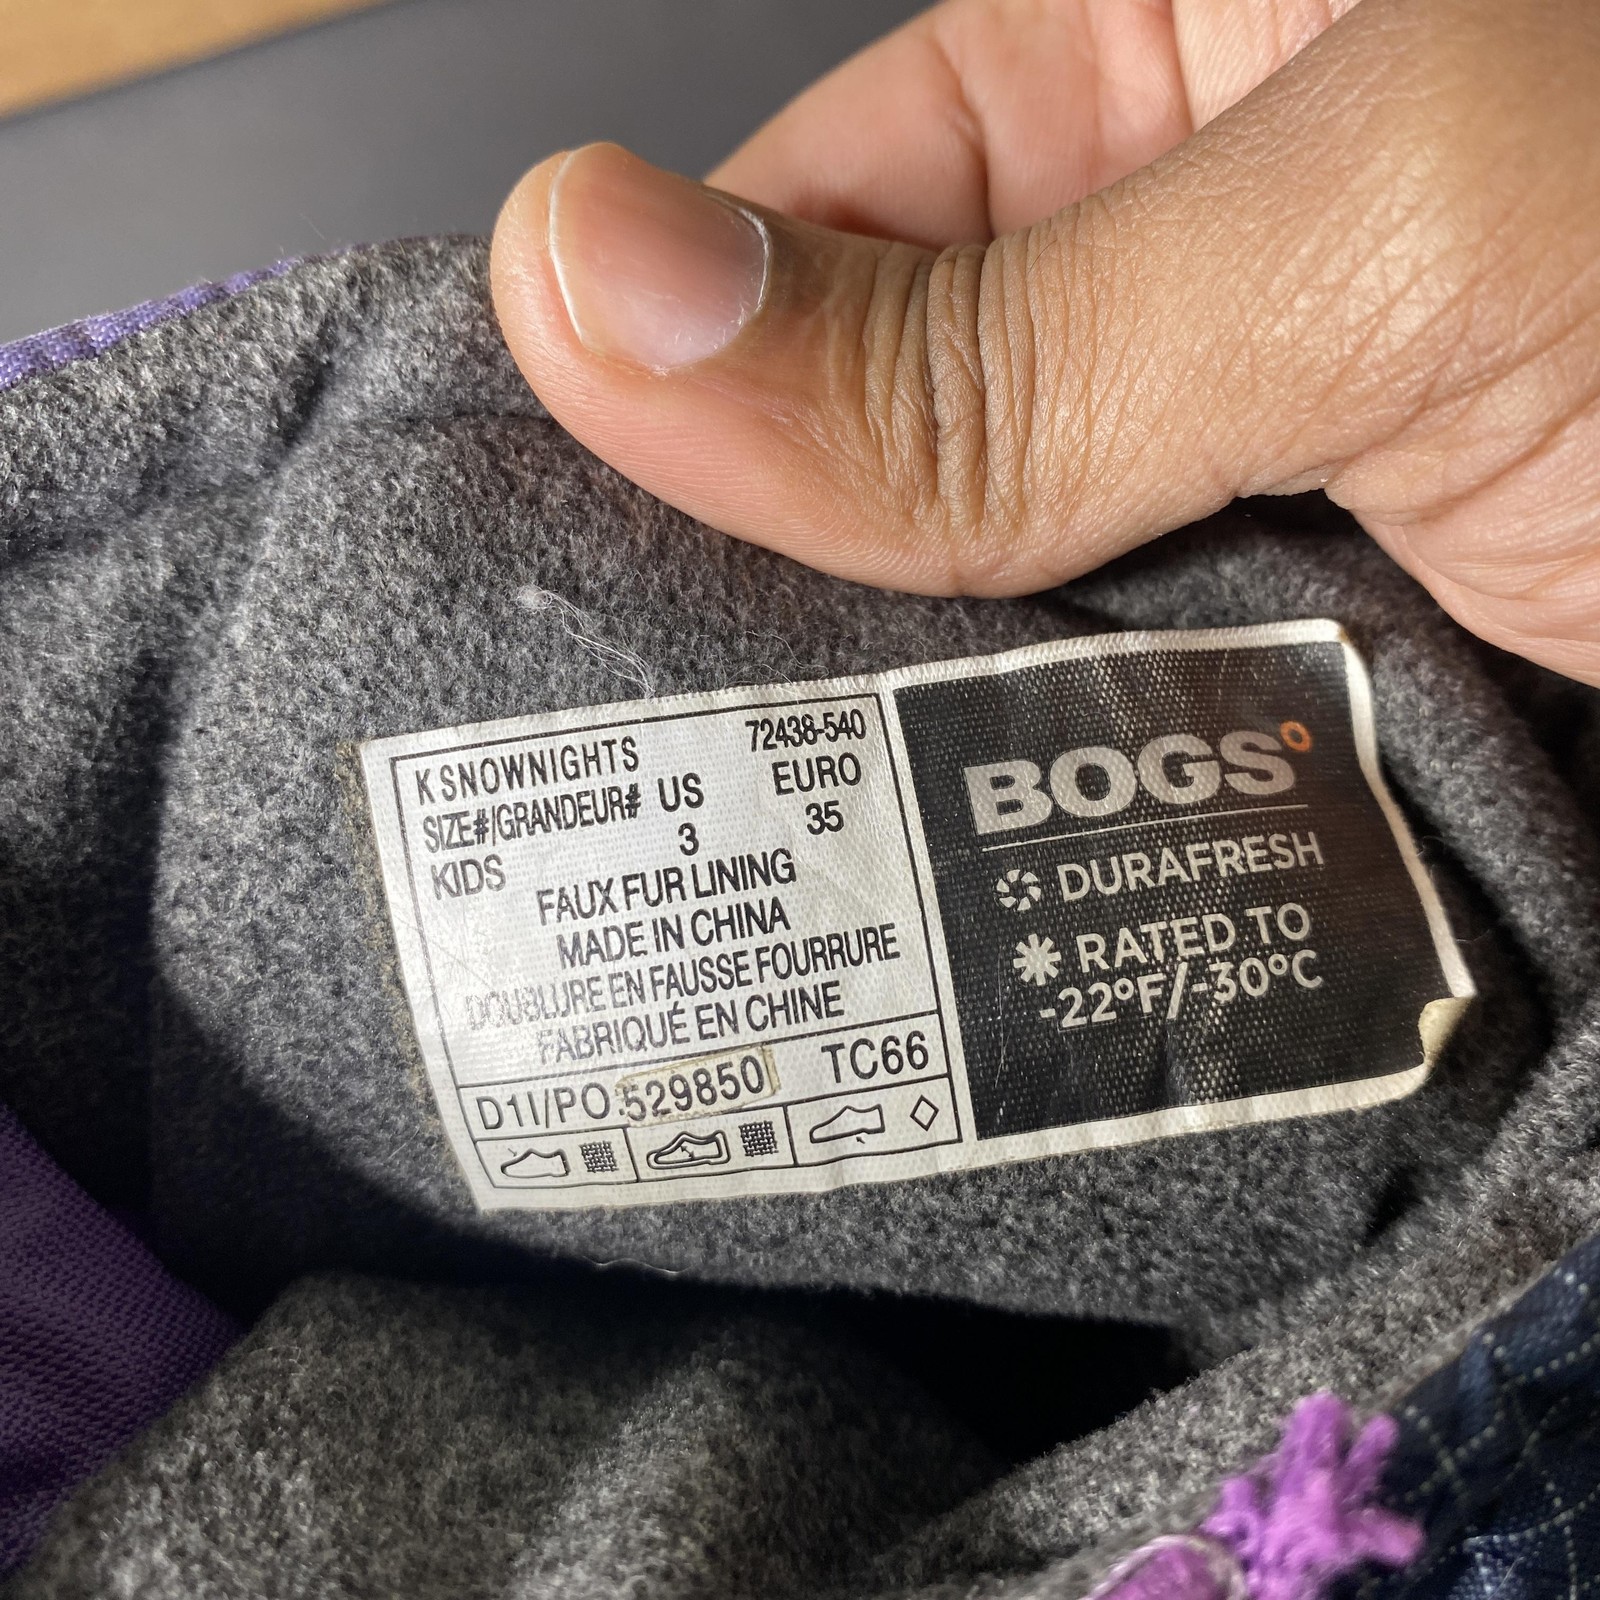 K SNOWNIGHTS 72438-540
SIZE#/GRANDEUR# US EURO
KIDS 3 35
FAUX FUR LINING
MADE IN CHINA
DOUBLURE EN FAUSSE FOURRURE
FABRIQUÉ EN CHINE
D1I/PO:529850 TC66
BOGS°
DURAFRESH
RATED TO
-22°F/-30°C